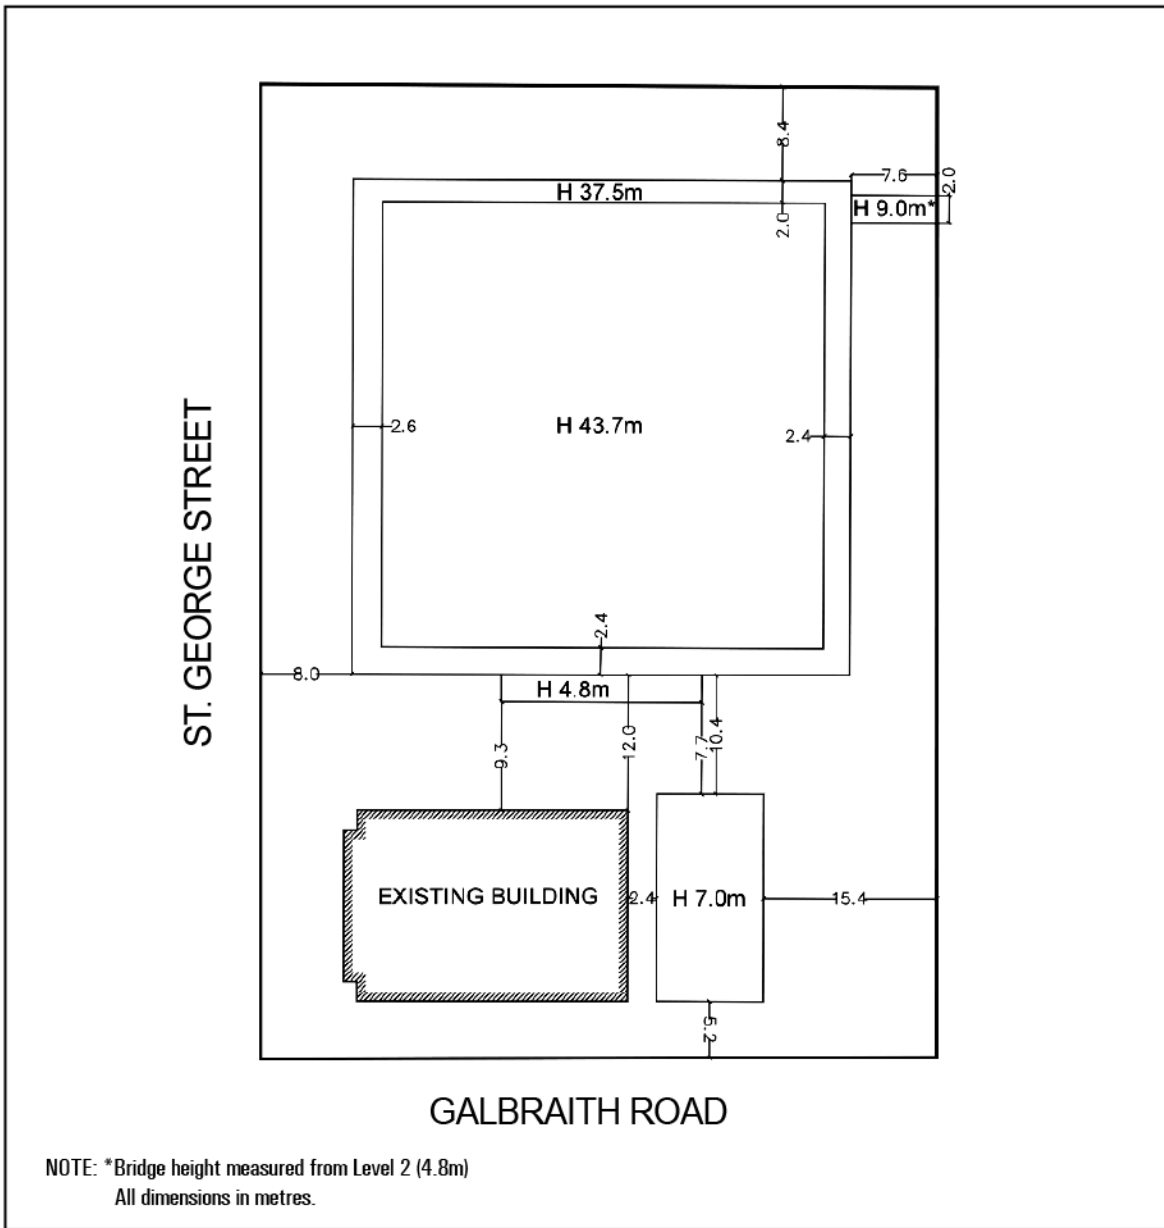 8.4
7.6
2.0
H 37.5m
H 9.0m*
2.0
ST. GEORGE STREET
2.6
H 43.7m
2.4
2.4
8.0
H 4.8m
9.3
12.0
7.7
10.4
EXISTING BUILDING
2.4
H 7.0m
15.4
5.2
GALBRAITH ROAD
NOTE: *Bridge height measured from Level 2 (4.8m)
All dimensions in metres.